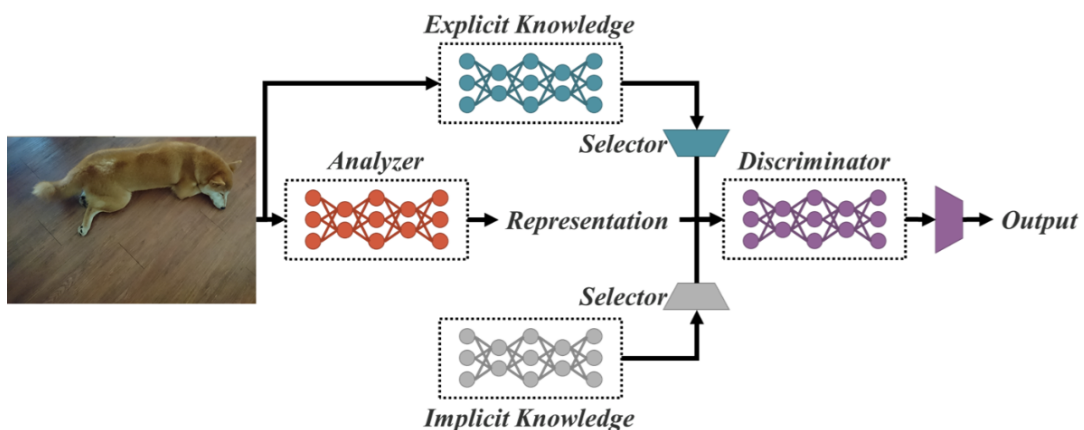 Explicit Knowledge
Selector
Analyzer
Discriminator
Representation
Output
Selector
Implicit Knowledge